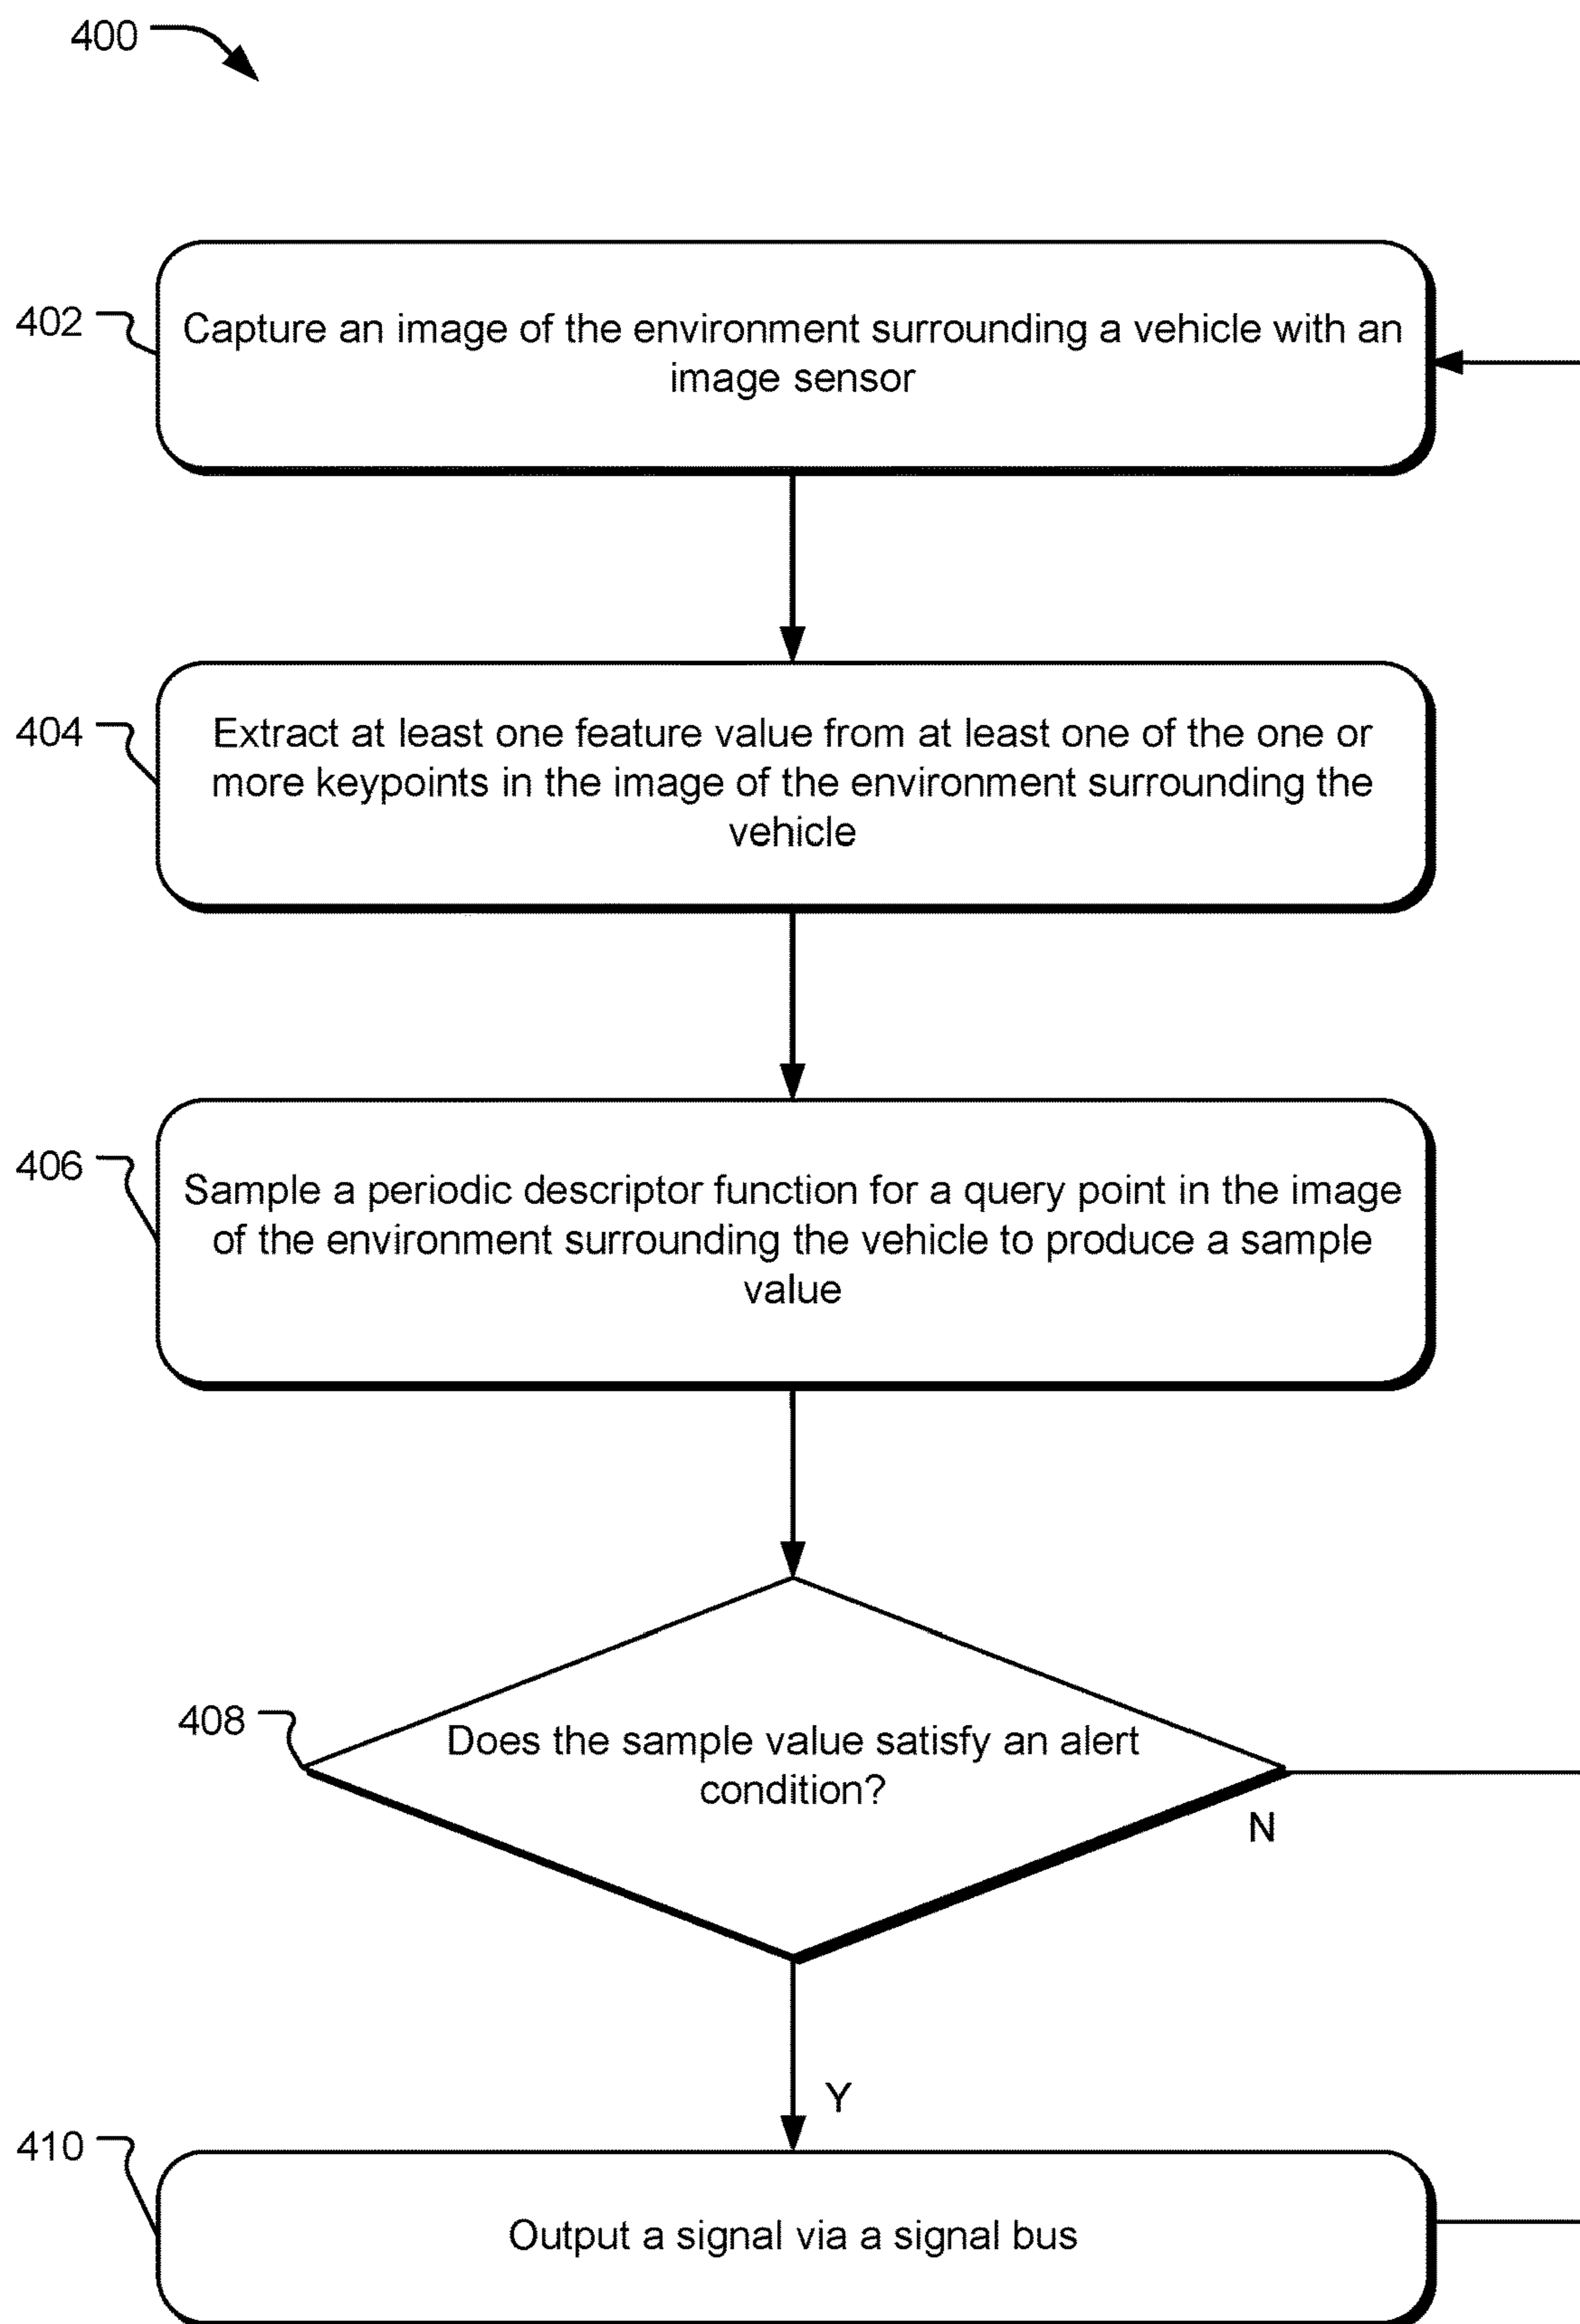 400
402
Capture an image of the environment surrounding a vehicle with an
image sensor
404
Extract at least one feature value from at least one of the one or
more keypoints in the image of the environment surrounding the
vehicle
406
Sample a periodic descriptor function for a query point in the image
of the environment surrounding the vehicle to produce a sample
value
408
Does the sample value satisfy an alert
condition?
N
Y
410
Output a signal via a signal bus